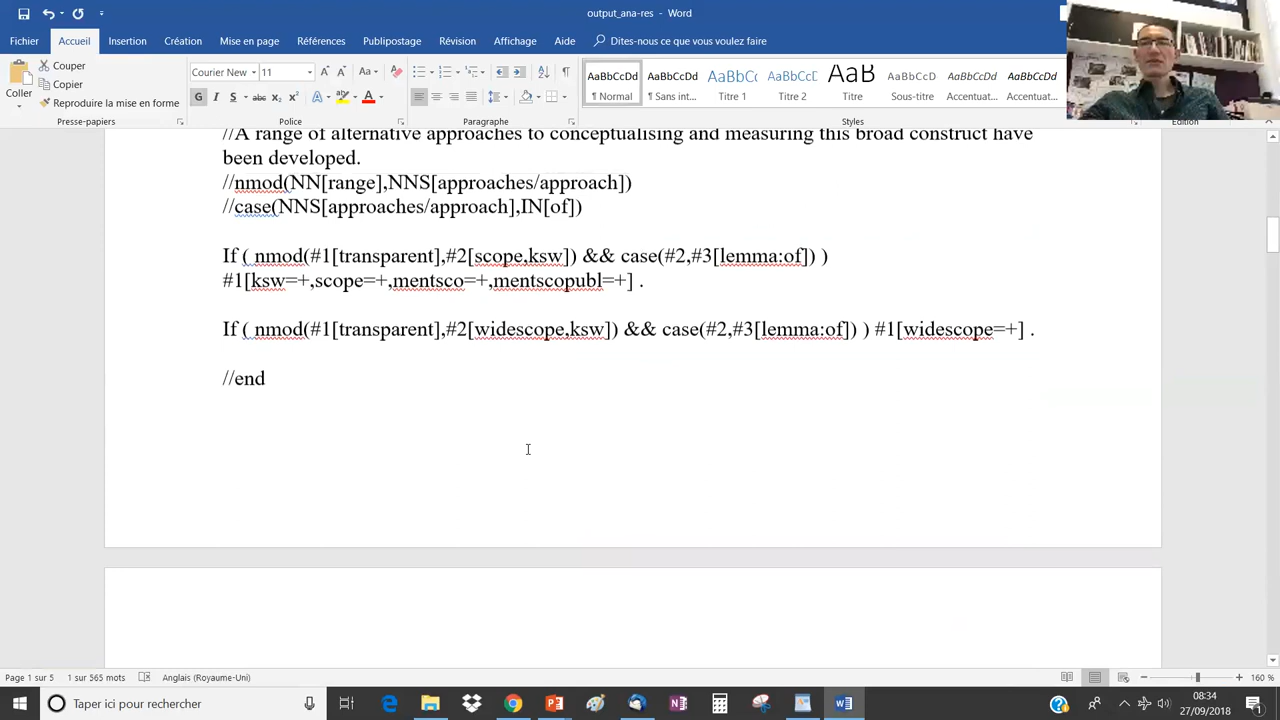 output_ana-res - Word
Fichier Accueil Insertion Création Mise en page Références Publipostage Révision Affichage Aide Dites-nous ce que vous voulez faire
Coller
Couper
Copier
Reproduire la mise en forme
Presse-papiers
Courier New 11
G I S abc x₂ x² A
Police
Paragraphe
AaBbCcDd AaBbCcDd AaBbC( AaBbCcD AaB AaBbCcDd AaBbCcDd AaBbCcDd
¶ Normal ¶ Sans int... Titre 1 Titre 2 Titre Sous-titre Accentuat... Accentuat...
Styles
Edition
//A range of alternative approaches to conceptualising and measuring this broad construct have
been developed.
//nmod(NN[range],NNS[approaches/approach])
//case(NNS[approaches/approach],IN[of])
If ( nmod(#1[transparent],#2[scope,ksw]) && case(#2,#3[lemma:of]) )
#1[ksw=+,scope=+,mentsco=+,mentscopubl=+] .
If ( nmod(#1[transparent],#2[widescope,ksw]) && case(#2,#3[lemma:of]) ) #1[widescope=+] .
//end
Page 1 sur 5 1 sur 565 mots Anglais (Royaume-Uni) 160 %
Taper ici pour rechercher
08:34
27/09/2018